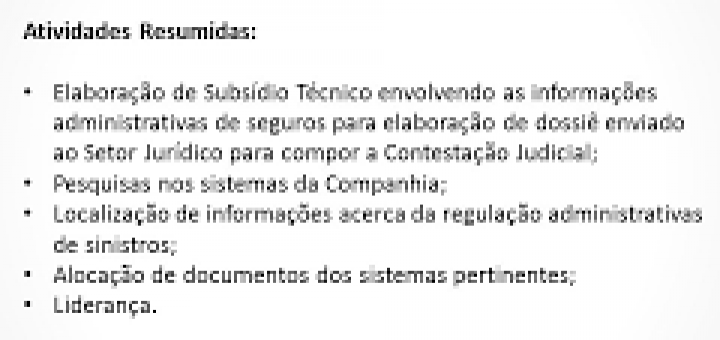 Atividades Resumidas:
• Elaboração de Subsídio Técnico envolvendo as informações
administrativas de seguros para elaboração de dossiê enviado
ao Setor Jurídico para compor a Contestação Judicial;
• Pesquisas nos sistemas da Companhia;
• Localização de informações acerca da regulação administrativas
de sinistros;
• Alocação de documentos dos sistemas pertinentes;
• Liderança.